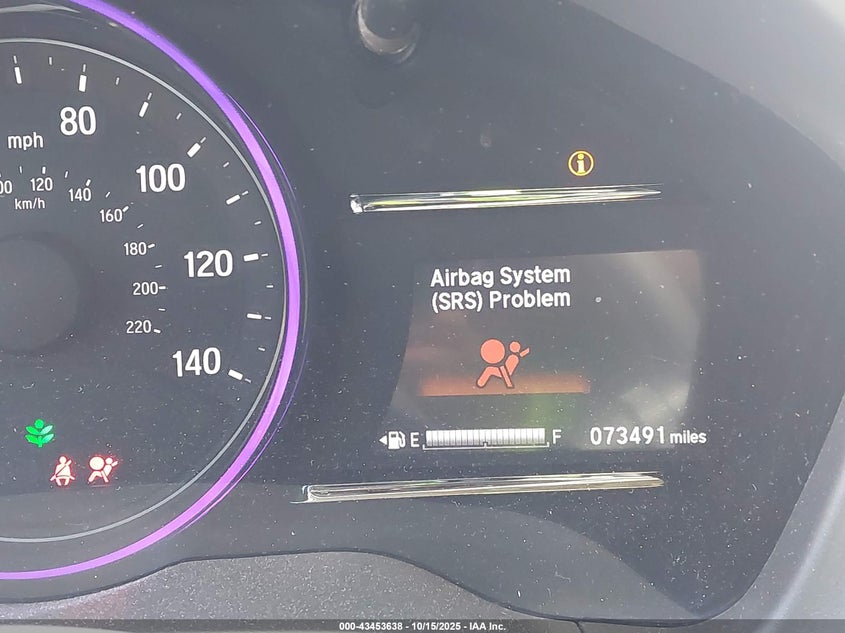 80
mph
100
00 120 140
km/h
160
180
120
200
220
140
Airbag System
(SRS) Problem
E F 073491 miles
000-43453638 - 10/15/2025 - IAA Inc.